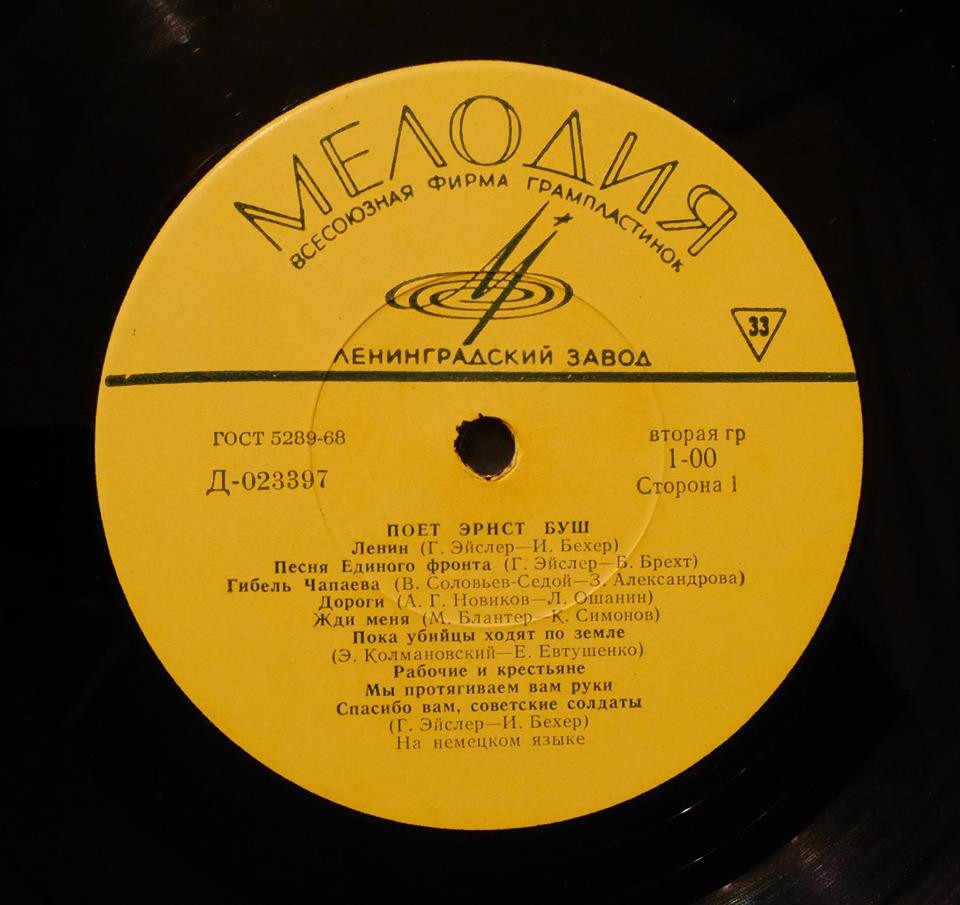 МЕЛОДИЯ
ВСЕСОЮЗНАЯ ФИРМА ГРАМПЛАСТИНОК
ЛЕНИНГРАДСКИЙ ЗАВОД
33
ГОСТ 5289-68
Д-023397
вторая гр
1-00
Сторона 1
ПОЕТ ЭРНСТ БУШ
Ленин (Г. Эйслер—И. Бехер)
Песня Единого фронта (Г. Эйслер—Б. Брехт)
Гибель Чапаева (В. Соловьев-Седой—З. Александрова)
Дороги (А. Г. Новиков—Л. Ошанин)
Жди меня (М. Блантер—К. Симонов)
Пока убийцы ходят по земле
(Э. Колмановский—Е. Евтушенко)
Рабочие и крестьяне
Мы протягиваем вам руки
Спасибо вам, советские солдаты
(Г. Эйслер—И. Бехер)
На немецком языке